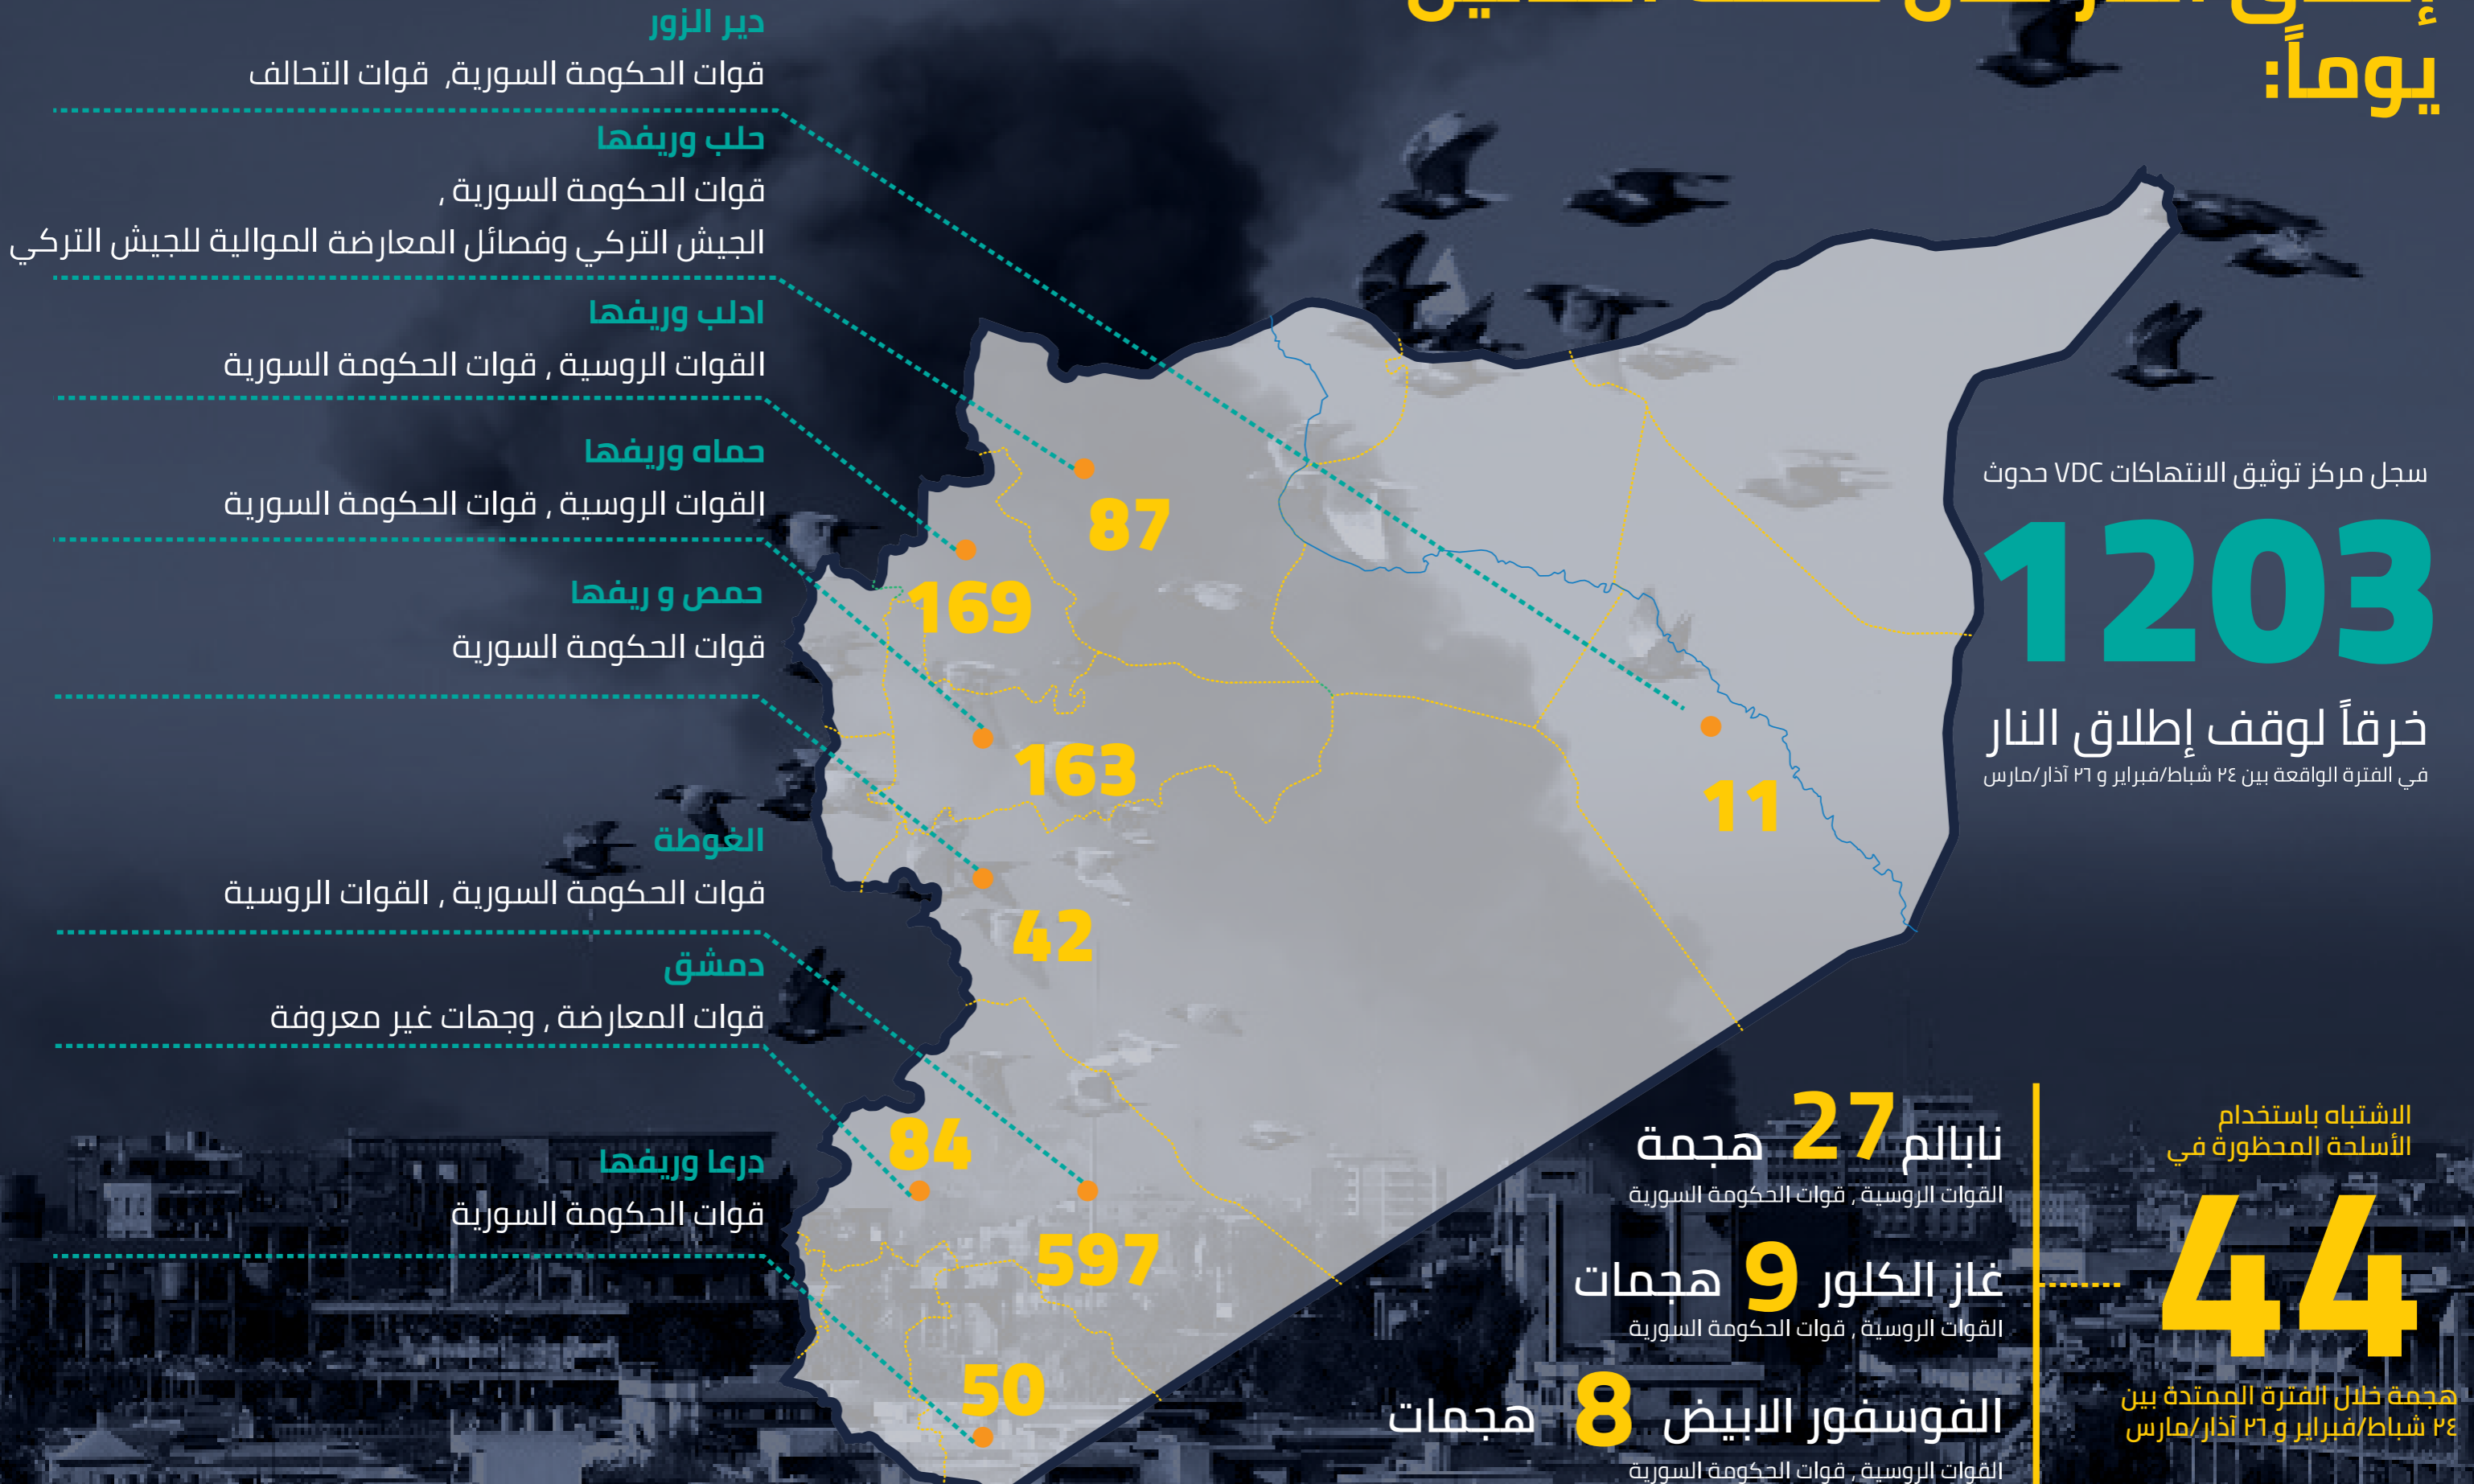 يوماً:
سجل مركز توثيق الانتهاكات VDC حدوث
1203
خرقاً لوقف إطلاق النار
في الفترة الواقعة بين ٢٤ شباط/فبراير و ٢٦ آذار/مارس
دير الزور
قوات الحكومة السورية, قوات التحالف
حلب وريفها
قوات الحكومة السورية ,
الجيش التركي وفصائل المعارضة الموالية للجيش التركي
ادلب وريفها
القوات الروسية , قوات الحكومة السورية
حماه وريفها
القوات الروسية , قوات الحكومة السورية
حمص و ريفها
قوات الحكومة السورية
الغوطة
قوات الحكومة السورية , القوات الروسية
دمشق
قوات المعارضة , وجهات غير معروفة
درعا وريفها
قوات الحكومة السورية
87
169
163
11
42
84
597
50
الاشتباه باستخدام
الأسلحة المحظورة في
44
هجمة خلال الفترة الممتدة بين
٢٤ شباط/فبراير و ٢٦ آذار/مارس
نابالم 27 هجمة
القوات الروسية , قوات الحكومة السورية
غاز الكلور 9 هجمات
القوات الروسية , قوات الحكومة السورية
الفوسفور الابيض 8 هجمات
القوات الروسية , قوات الحكومة السورية